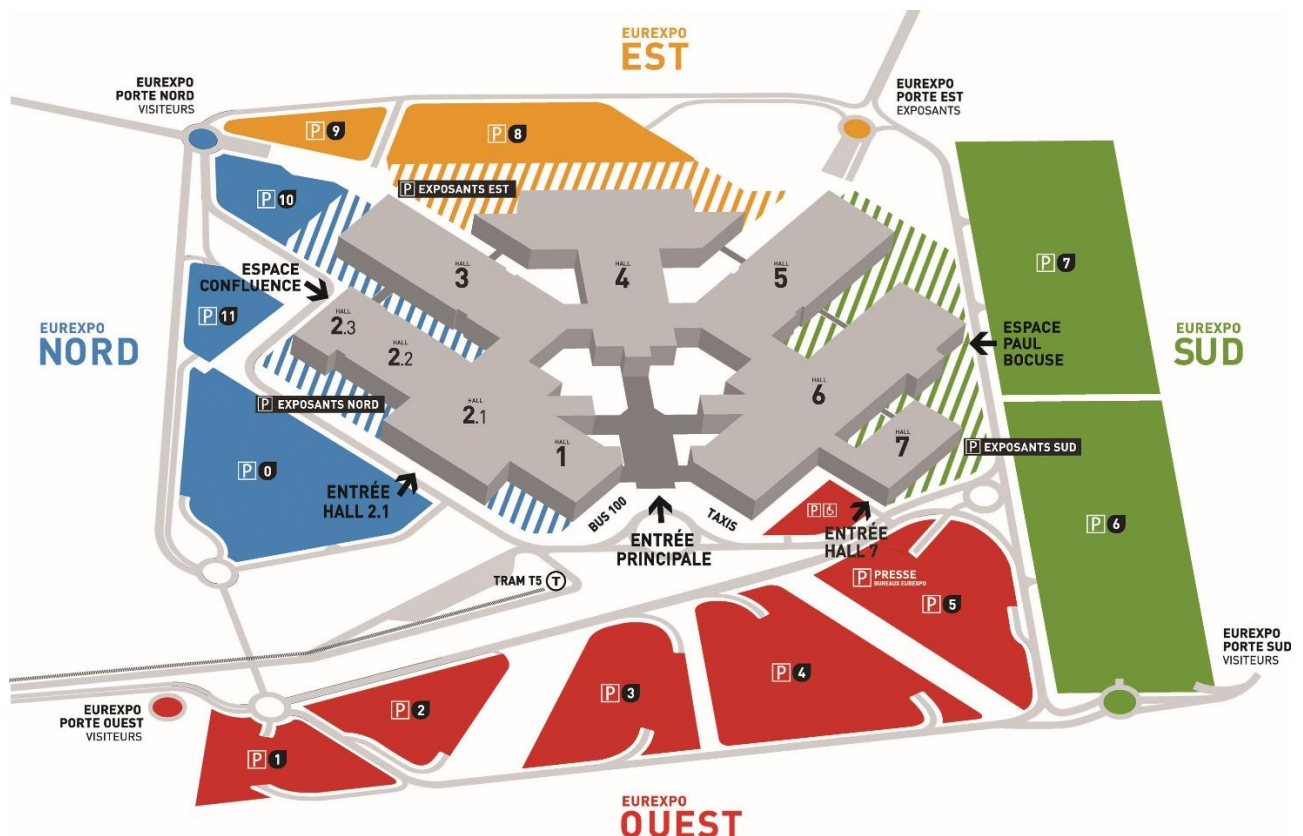 EUREXPO
EST
EUREXPO
PORTE NORD
VISITEURS
EUREXPO
PORTE EST
EXPOSANTS
P 9
P 8
P EXPOSANTS EST
P 10
ESPACE
CONFLUENCE
HALL
3
HALL
4
HALL
5
P 7
P 11
EUREXPO
NORD
HALL
2.3
HALL
2.2
HALL
2.1
HALL
1
HALL
6
HALL
7
ESPACE
PAUL
BOCUSE
EUREXPO
SUD
P EXPOSANTS NORD
P EXPOSANTS SUD
P 0
ENTRÉE
HALL 2.1
BUS 100
TAXIS
ENTRÉE
PRINCIPALE
P
ENTRÉE
HALL 7
P 6
TRAM T5 T
P PRESSE
BUREAUX EUREXPO
P 5
P 4
P 3
P 2
P 1
EUREXPO
PORTE OUEST
VISITEURS
EUREXPO
PORTE SUD
VISITEURS
EUREXPO
OUEST